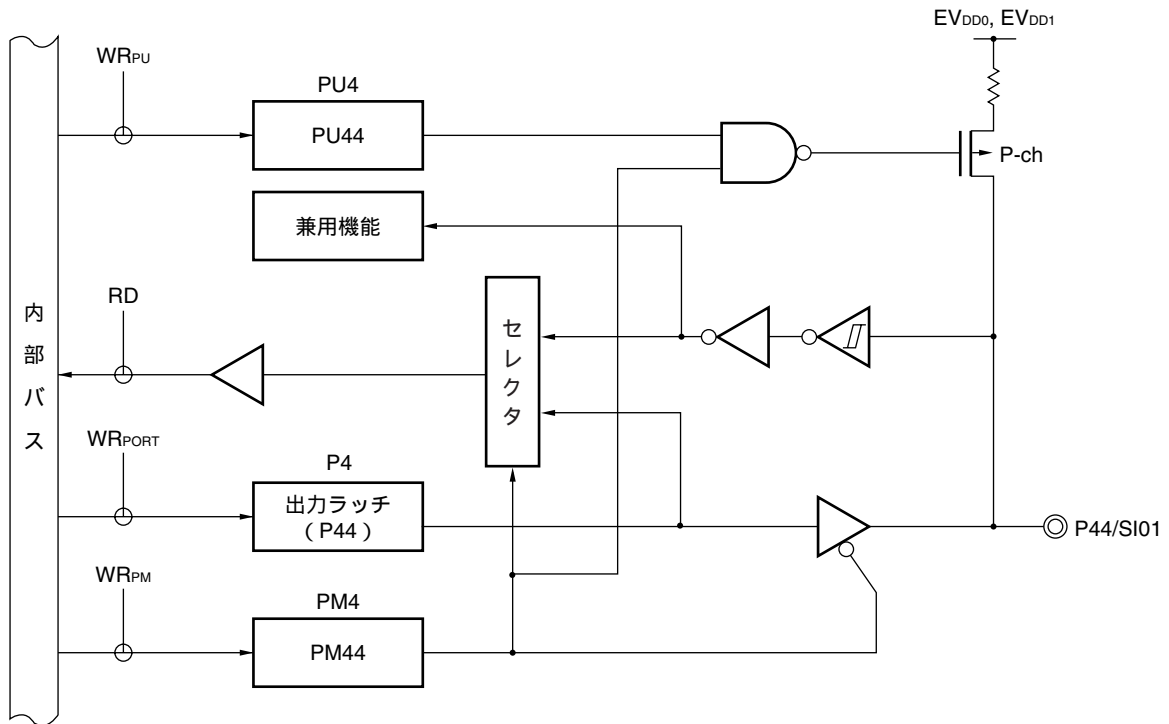 EVDD0, EVDD1
WRPU
PU4
PU44
P-ch
兼用機能
内部バス
RD
セレクタ
WRPORT
P4
出力ラッチ
( P44 )
P44/SI01
WRPM
PM4
PM44